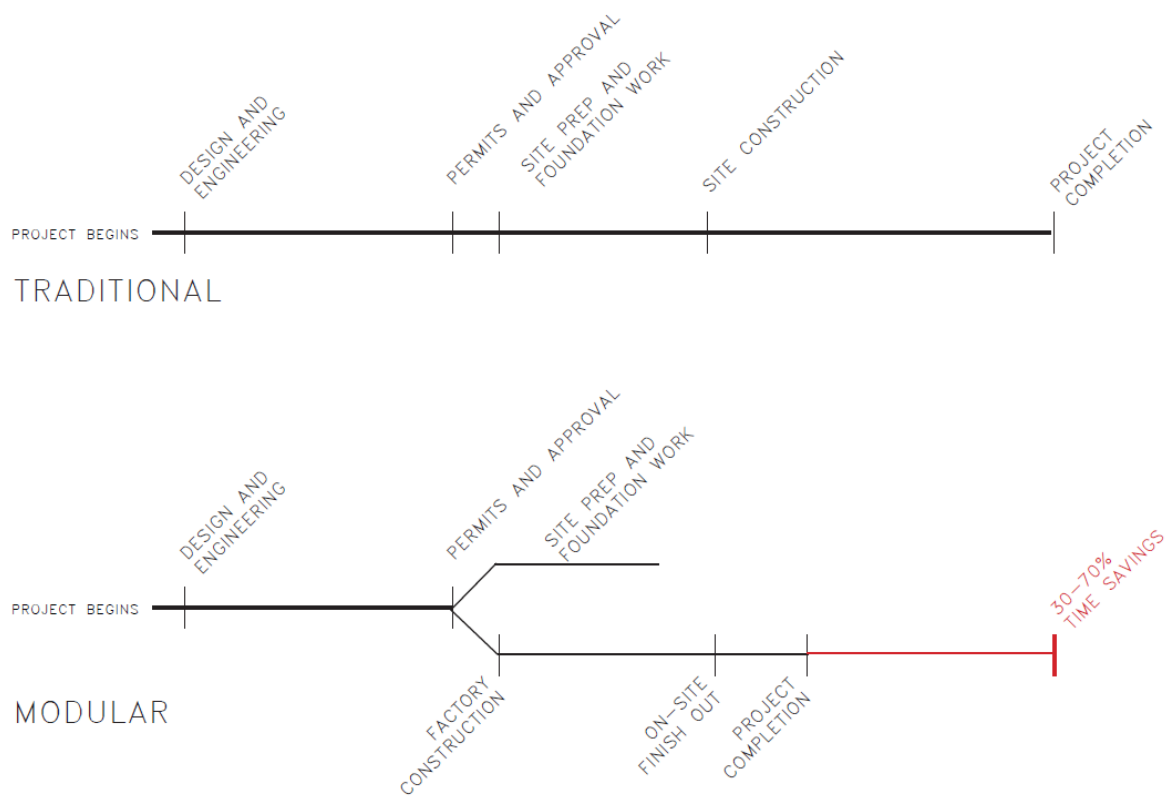 DESIGN AND
ENGINEERING
PERMITS AND APPROVAL
SITE PREP AND
FOUNDATION WORK
SITE CONSTRUCTION
PROJECT
COMPLETION
PROJECT BEGINS
TRADITIONAL
DESIGN AND
ENGINEERING
PERMITS AND APPROVAL
SITE PREP AND
FOUNDATION WORK
30-70%
TIME SAVINGS
PROJECT BEGINS
FACTORY
CONSTRUCTION
ON-SITE
FINISH OUT
PROJECT
COMPLETION
MODULAR